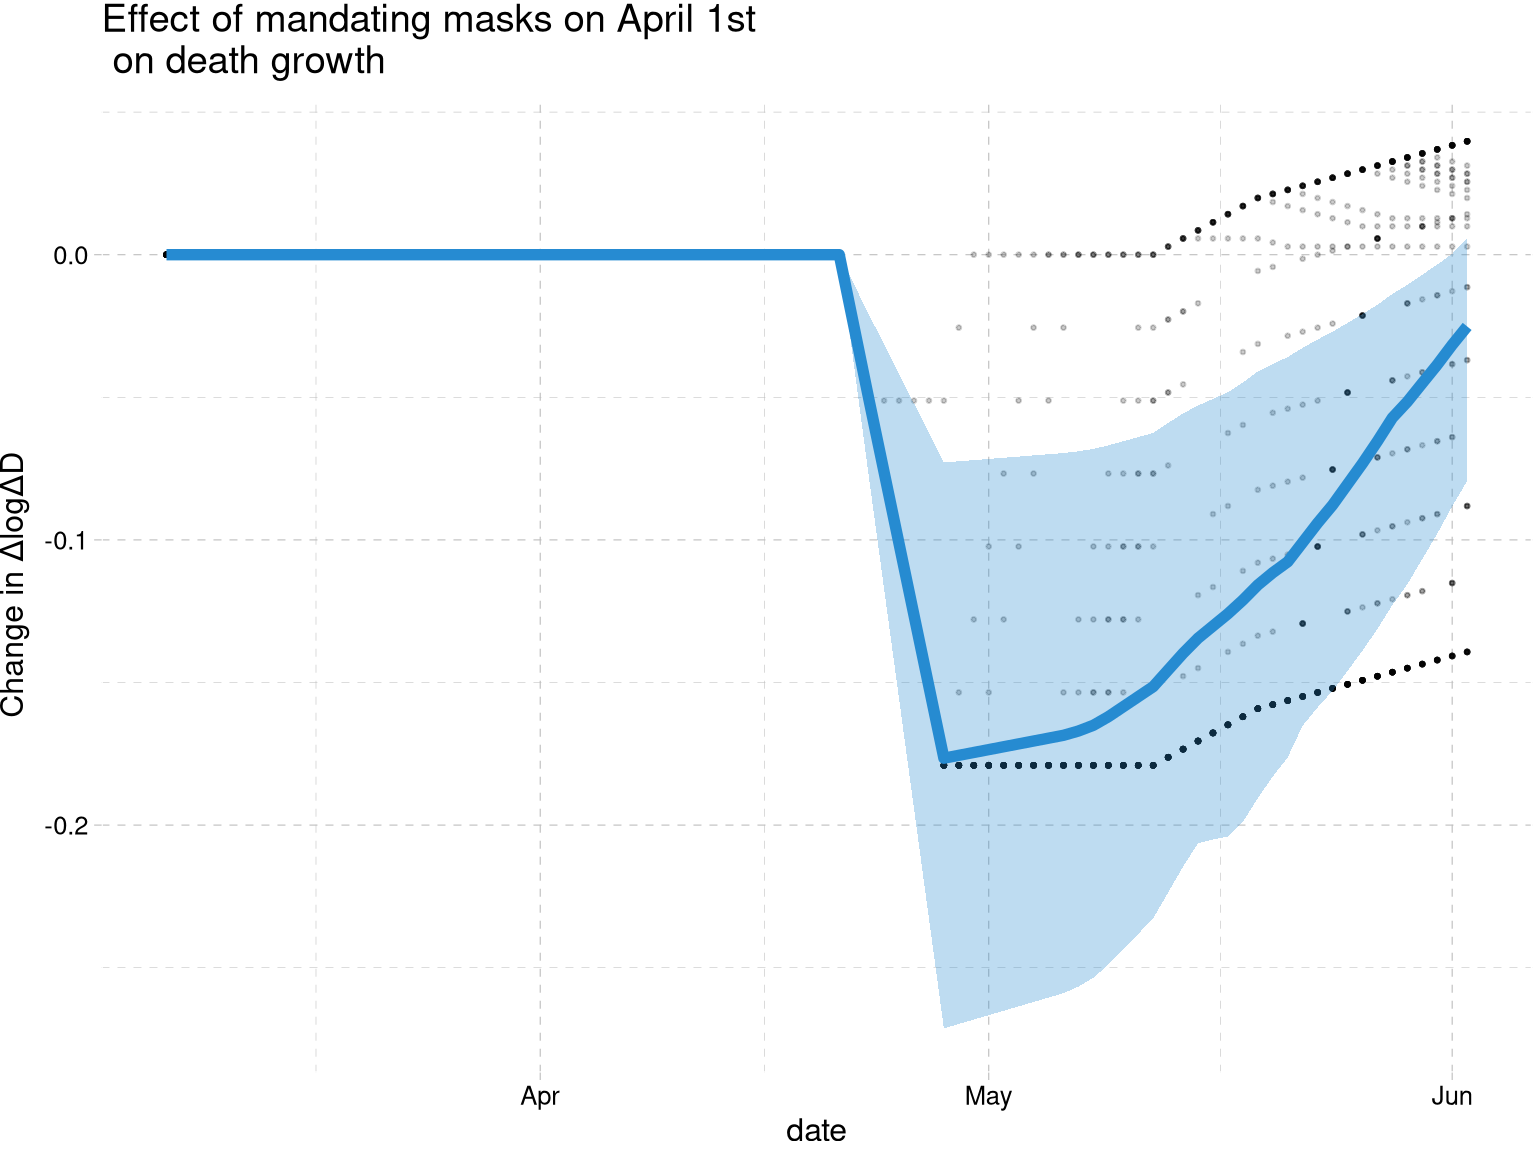 Effect of mandating masks on April 1st
on death growth
Change in ΔlogΔD
0.0
-0.1
-0.2
Apr
May
Jun
date